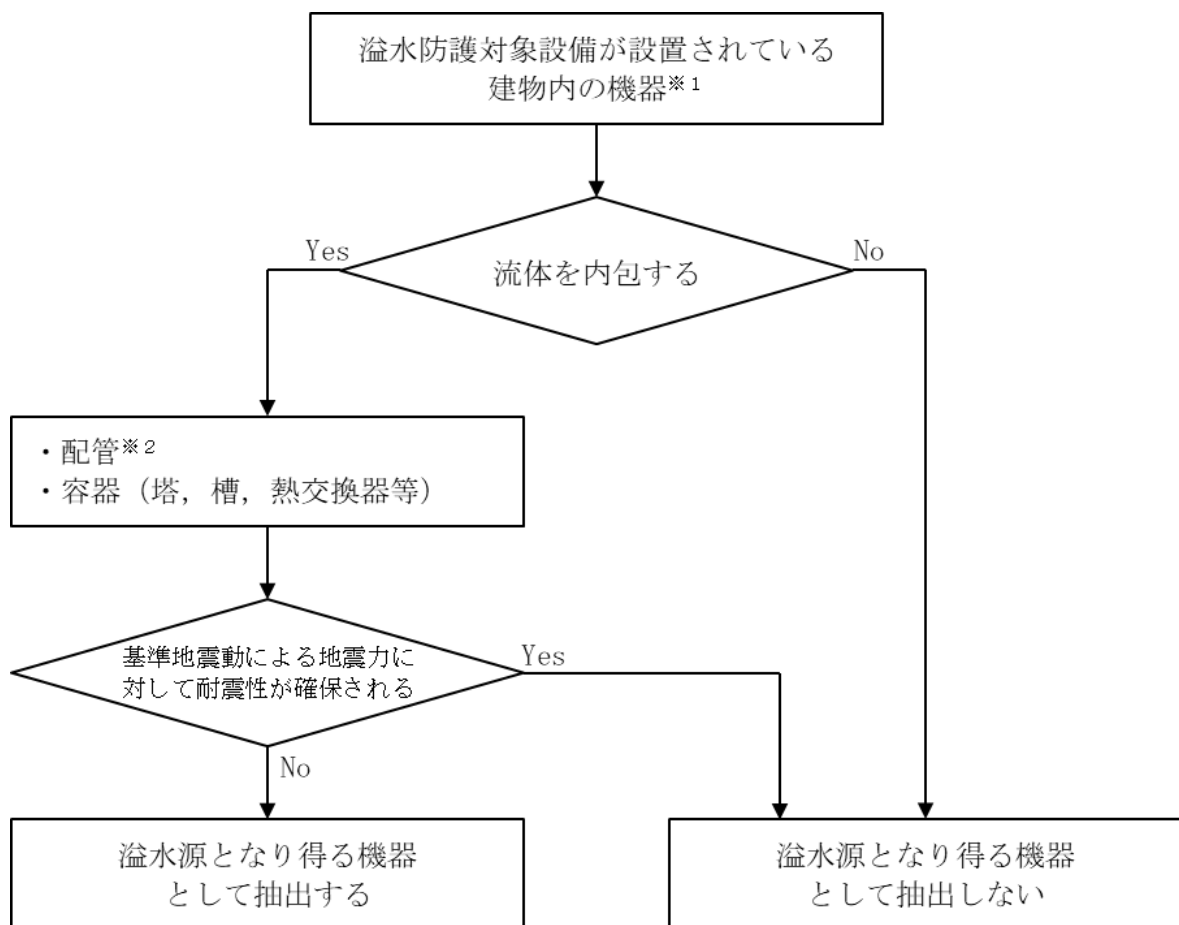 溢水防護対象設備が設置されている
建物内の機器※1
流体を内包する
Yes
No
・配管※2
・容器（塔，槽，熱交換器等）
基準地震動による地震力に
対して耐震性が確保される
Yes
No
溢水源となり得る機器
として抽出する
溢水源となり得る機器
として抽出しない